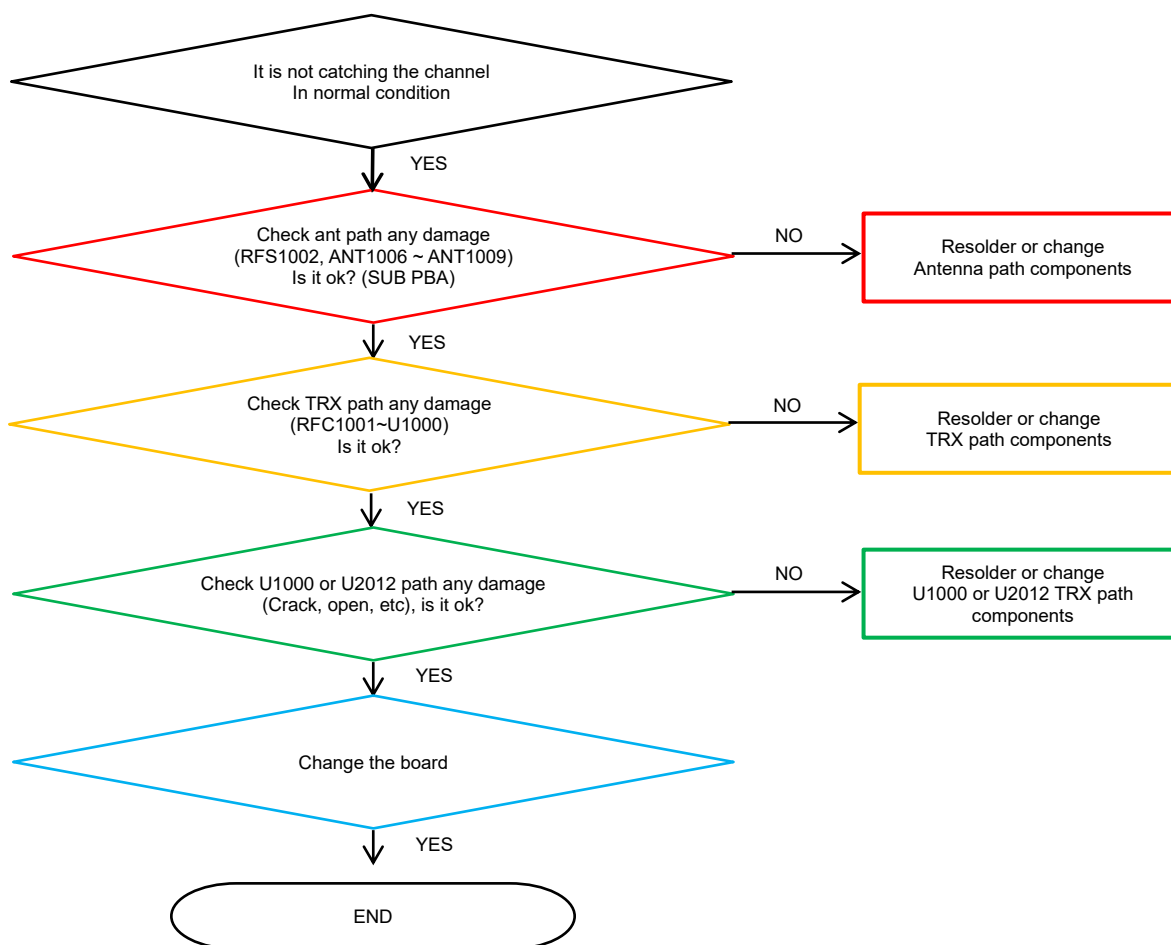 It is not catching the channel
In normal condition
YES
Check ant path any damage
(RFS1002, ANT1006 ~ ANT1009)
Is it ok? (SUB PBA)
NO
Resolder or change
Antenna path components
YES
Check TRX path any damage
(RFC1001~U1000)
Is it ok?
NO
Resolder or change
TRX path components
YES
Check U1000 or U2012 path any damage
(Crack, open, etc), is it ok?
NO
Resolder or change
U1000 or U2012 TRX path
components
YES
Change the board
YES
END